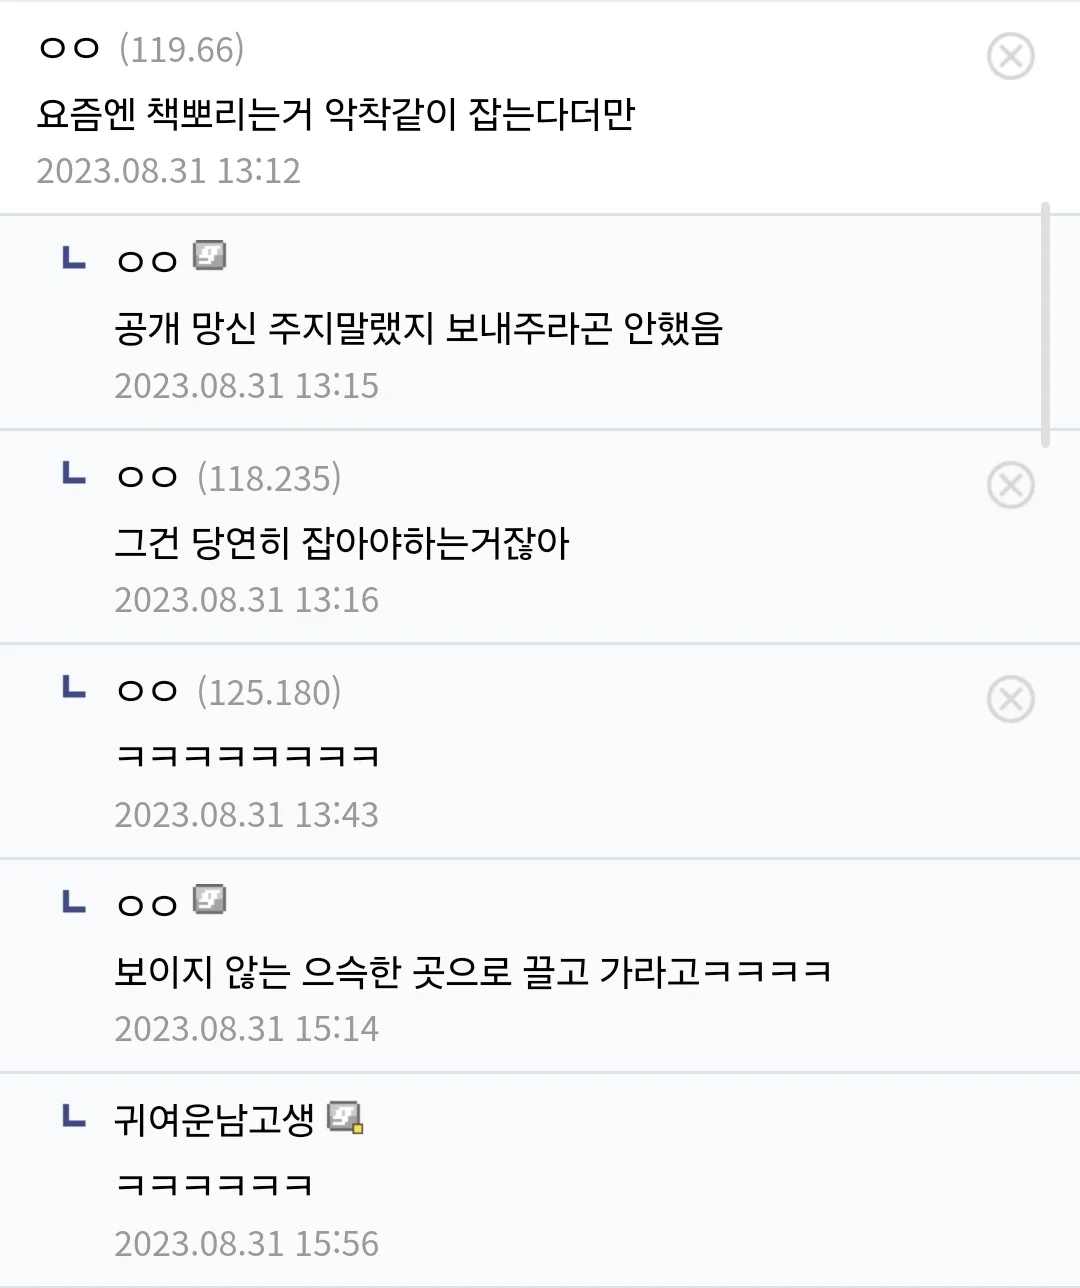 ㅇㅇ (119.66)
요즘엔 책뽀리는거 악착같이 잡는다더만
2023.08.31 13:12
ㅇㅇ
공개 망신 주지말랬지 보내주라곤 안했음
2023.08.31 13:15
ㅇㅇ (118.235)
그건 당연히 잡아야하는거잖아
2023.08.31 13:16
ㅇㅇ (125.180)
ㅋㅋㅋㅋㅋㅋㅋㅋ
2023.08.31 13:43
ㅇㅇ
보이지 않는 으슥한 곳으로 끌고 가라고ㅋㅋㅋㅋ
2023.08.31 15:14
귀여운남고생
ㅋㅋㅋㅋㅋㅋ
2023.08.31 15:56